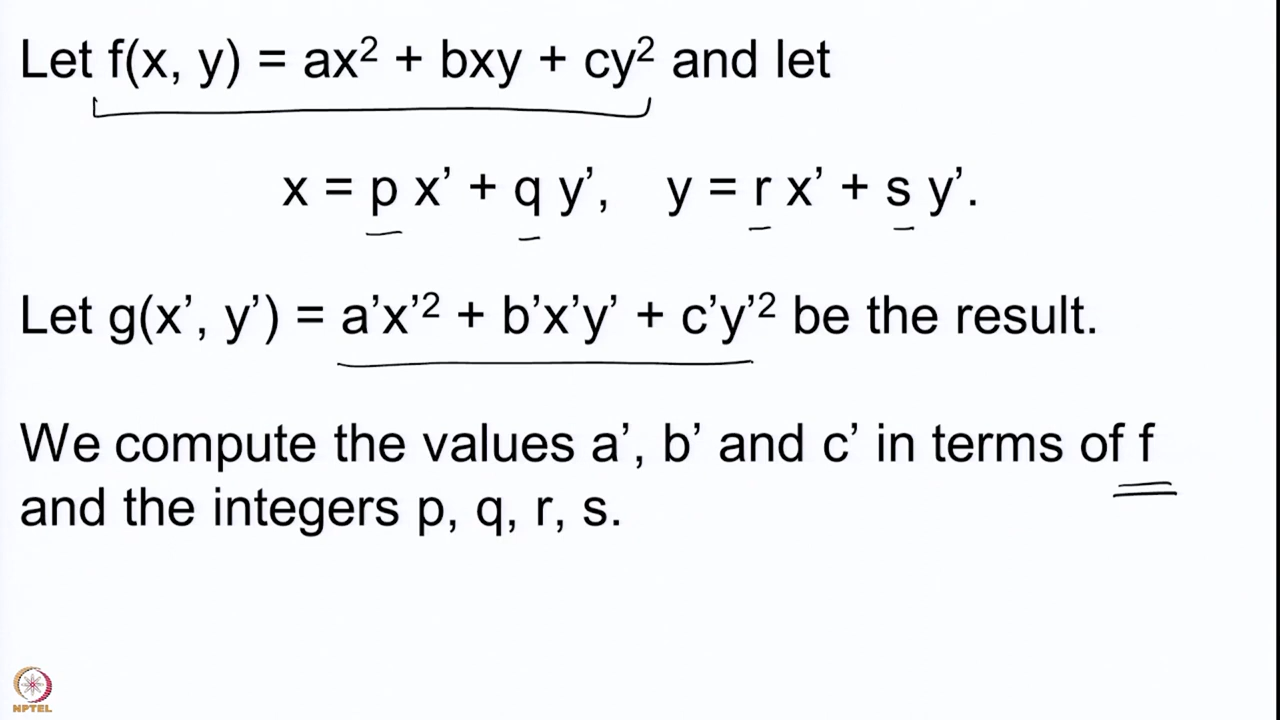 Let f(x, y) = ax² + bxy + cy² and let
x = p x’ + q y’, y = r x’ + s y’.
Let g(x’, y’) = a’x’² + b’x’y’ + c’y’² be the result.
We compute the values a’, b’ and c’ in terms of f
and the integers p, q, r, s.
NPTEL